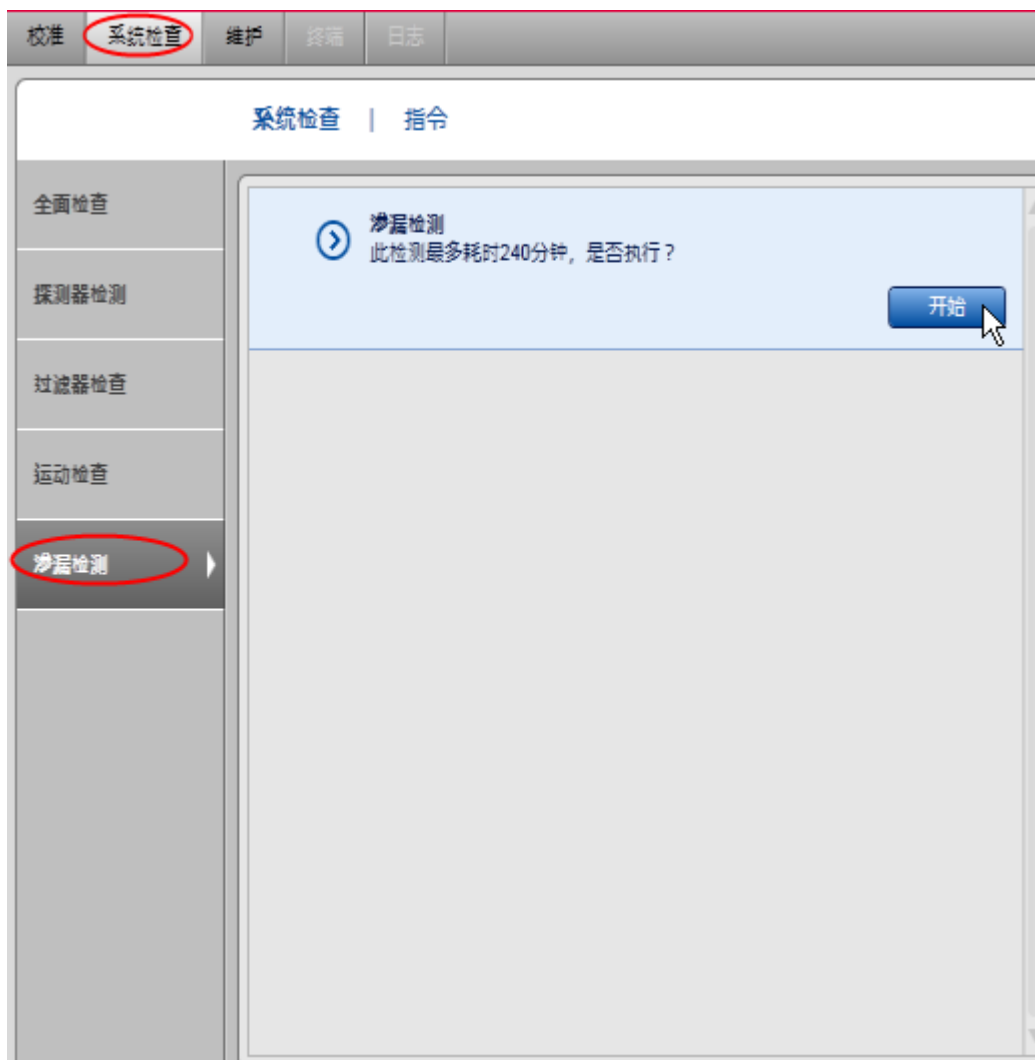 校准 系统检查 维护 终端 日志
系统检查 | 指令
全面检查
渗漏检测
此检测最多耗时240分钟，是否执行？
开始
探测器检测
过滤器检查
运动检查
渗漏检测